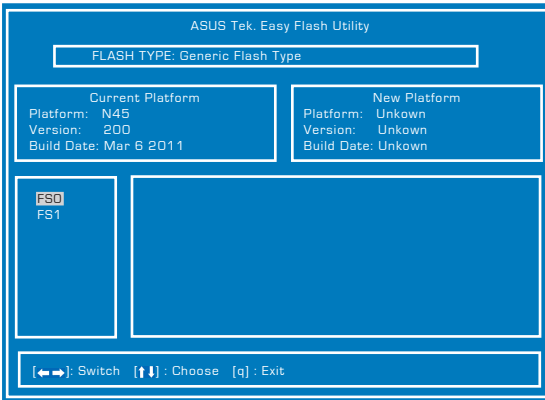 ASUS Tek. Easy Flash Utility
FLASH TYPE: Generic Flash Type
Current Platform
Platform: N45
Version: 200
Build Date: Mar 6 2011
New Platform
Platform: Unkown
Version: Unkown
Build Date: Unkown
FS0
FS1
[←→]: Switch [↑↓] : Choose [q] : Exit